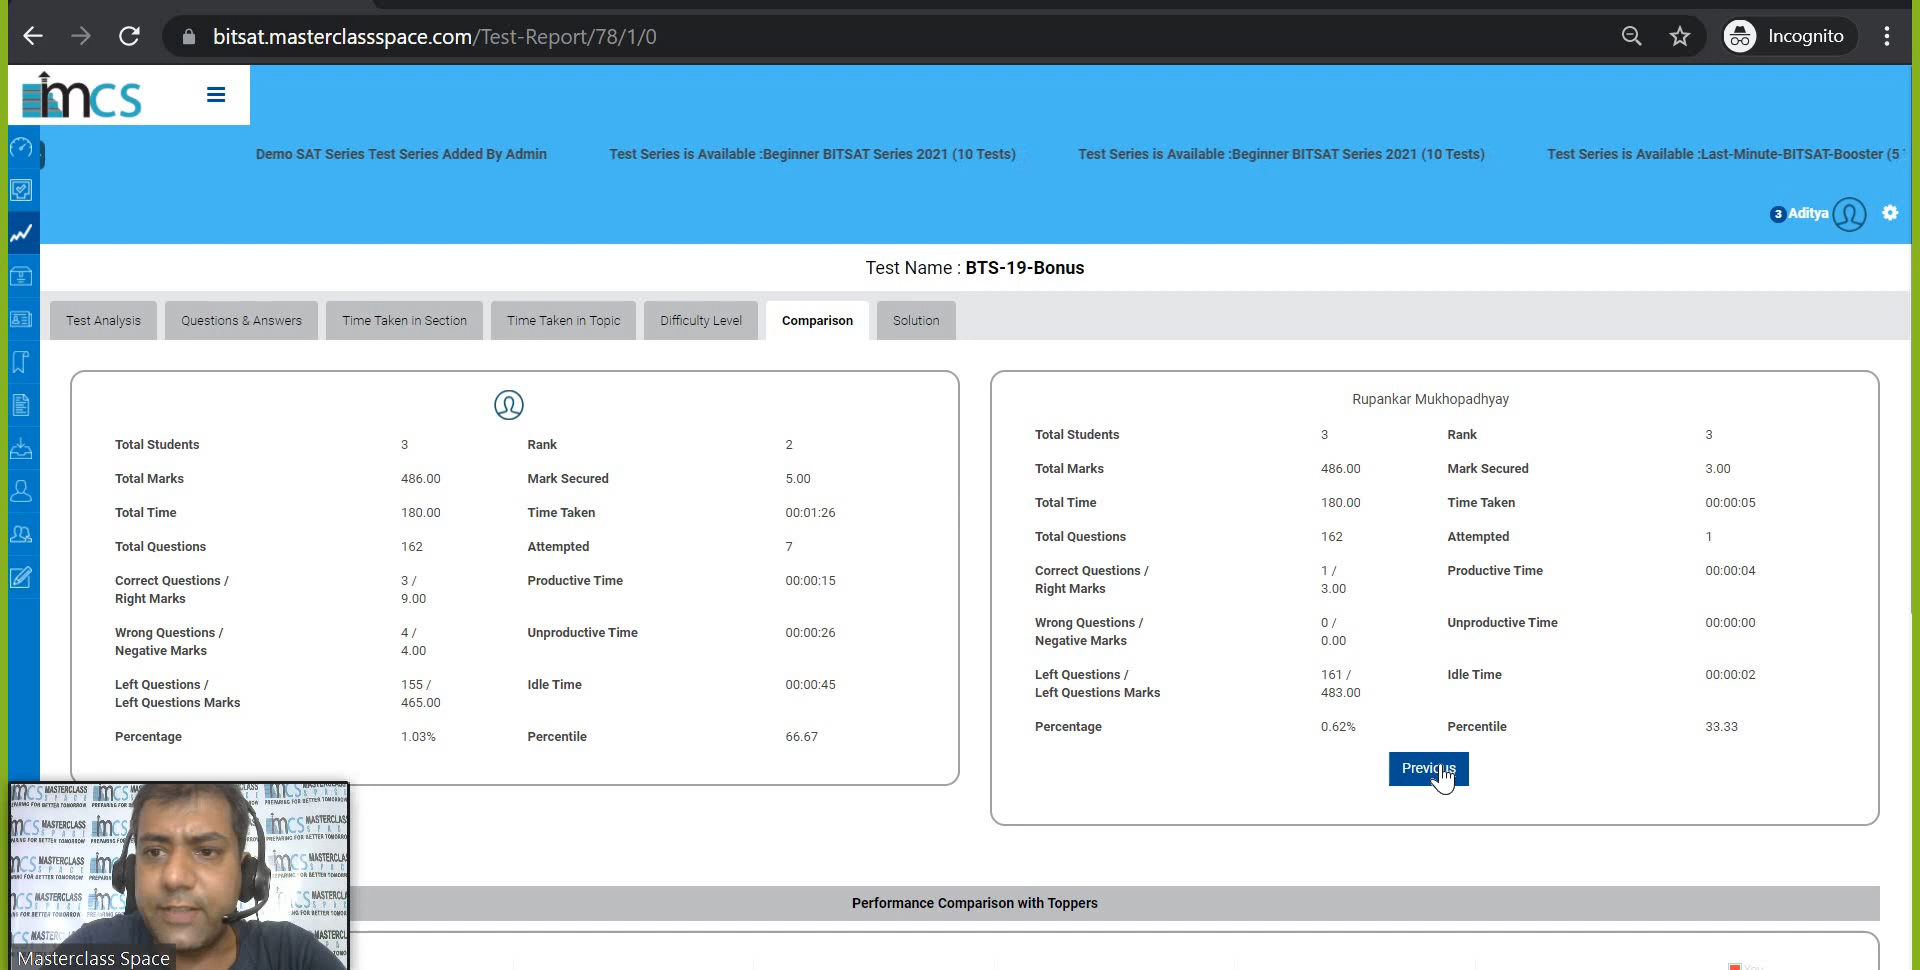 bitsat.masterclassspace.com/Test-Report/78/1/0
Incognito
imcs
Demo SAT Series Test Series Added By Admin
Test Series is Available :Beginner BITSAT Series 2021 (10 Tests)
Test Series is Available :Beginner BITSAT Series 2021 (10 Tests)
Test Series is Available :Last-Minute-BITSAT-Booster (5
3 Aditya
Test Name : BTS-19-Bonus
Test Analysis
Questions & Answers
Time Taken in Section
Time Taken in Topic
Difficulty Level
Comparison
Solution
Total Students 3 Rank 2
Total Marks 486.00 Mark Secured 5.00
Total Time 180.00 Time Taken 00:01:26
Total Questions 162 Attempted 7
Correct Questions / 3 / Productive Time 00:00:15
Right Marks 9.00
Wrong Questions / 4 / Unproductive Time 00:00:26
Negative Marks 4.00
Left Questions / 155 / Idle Time 00:00:45
Left Questions Marks 465.00
Percentage 1.03% Percentile 66.67
Rupankar Mukhopadhyay
Total Students 3 Rank 3
Total Marks 486.00 Mark Secured 3.00
Total Time 180.00 Time Taken 00:00:05
Total Questions 162 Attempted 1
Correct Questions / 1 / Productive Time 00:00:04
Right Marks 3.00
Wrong Questions / 0 / Unproductive Time 00:00:00
Negative Marks 0.00
Left Questions / 161 / Idle Time 00:00:02
Left Questions Marks 483.00
Percentage 0.62% Percentile 33.33
Previous
Performance Comparison with Toppers
Masterclass Space